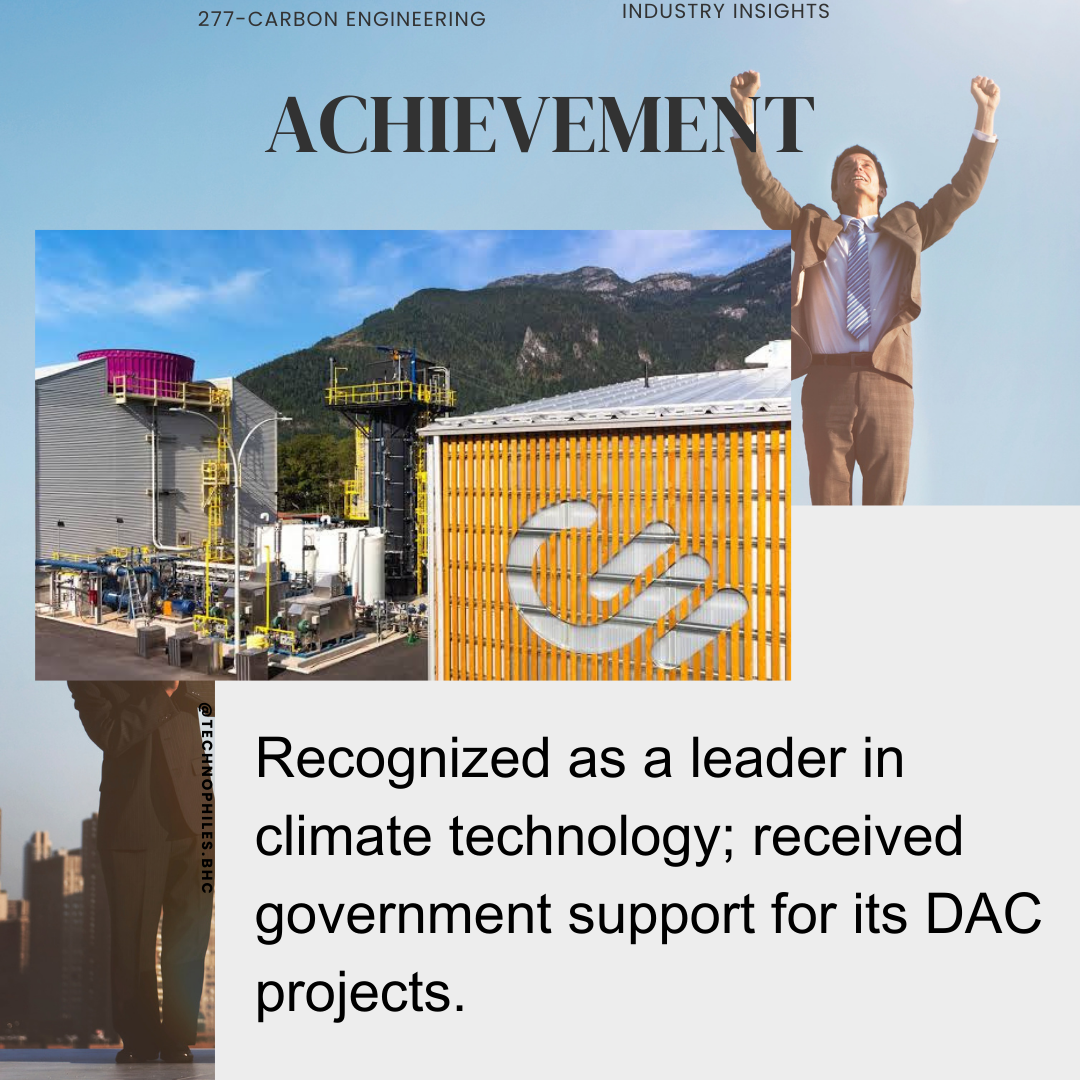 277-CARBON ENGINEERING
INDUSTRY INSIGHTS
ACHIEVEMENT
@TECHNOPHILES.BHC
Recognized as a leader in
climate technology; received
government support for its DAC
projects.